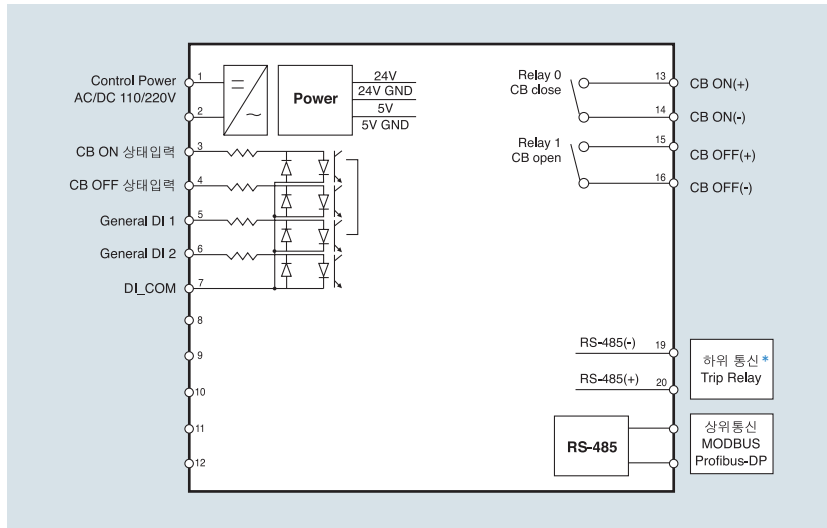 Control Power
AC/DC 110/220V
1
2
Power
24V
24V GND
5V
5V GND
CB ON 상태입력
3
CB OFF 상태입력
4
General DI 1
5
General DI 2
6
DI_COM
7
8
9
10
11
12
Relay 0
CB close
13
CB ON(+)
14
CB ON(-)
Relay 1
CB open
15
CB OFF(+)
16
CB OFF(-)
RS-485(-)
19
RS-485(+)
20
하위 통신*
Trip Relay
RS-485
상위통신
MODBUS
Profibus-DP